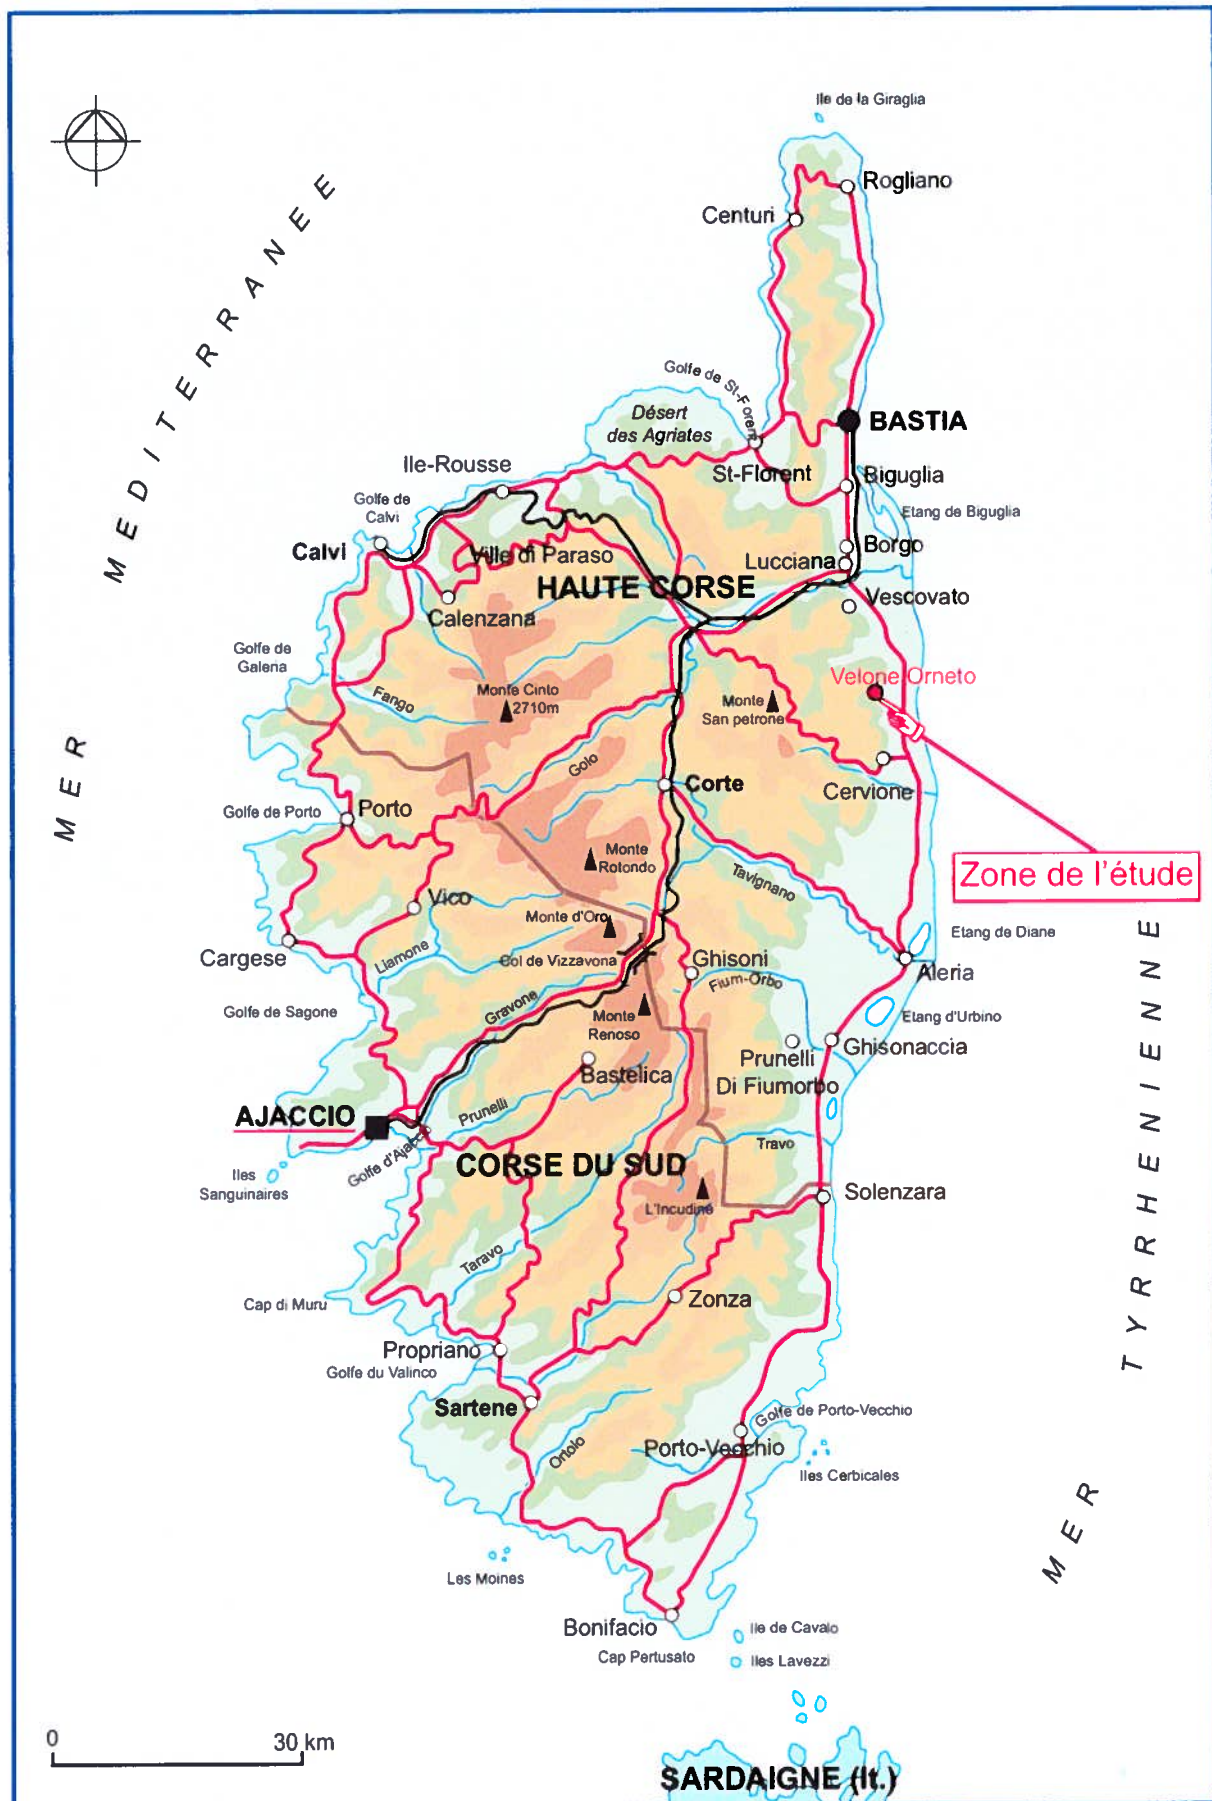 Ile de la Giraglia
Rogliano
Centuri
MER MEDITERRANEE
Golfe de St-Forent
Désert
des Agriates
BASTIA
Ile-Rousse
St-Florent
Biguglia
Golfe de
Calvi
Etang de Biguglia
Calvi
Ville di Paraso
Borgo
Lucciana
HAUTE CORSE
Vescovato
Calenzana
Golfe de
Galeria
Velone Orneto
Fango
Monte Cinto
2710m
Monte
San petrone
Golo
Corte
Cervione
Golfe de Porto
Porto
Monte
Rotondo
Tavignano
Zone de l'étude
Vico
Monte d'Oro
Etang de Diane
Cargese
Liamone
Col de Vizzavona
Ghisoni
Fium-Orbo
Aleria
Golfe de Sagone
Gravone
Monte
Renoso
Etang d'Urbino
Prunelli
Di Fiumorbo
Ghisonaccia
Bastelica
AJACCIO
Prunelli
Golfe d'Ajaccio
Travo
CORSE DU SUD
Iles
Sanguinaires
L'Incudine
Solenzara
Taravo
Cap di Muru
Zonza
Propriano
Golfe du Valinco
Sartene
Golfe de Porto-Vecchio
Ortolo
Porto-Vecchio
Iles Cerbicales
MER TYRRHENIENNE
Les Moines
Bonifacio
Ile de Cavalo
Cap Pertusato
Iles Lavezzi
0 30 km
SARDAIGNE (It.)